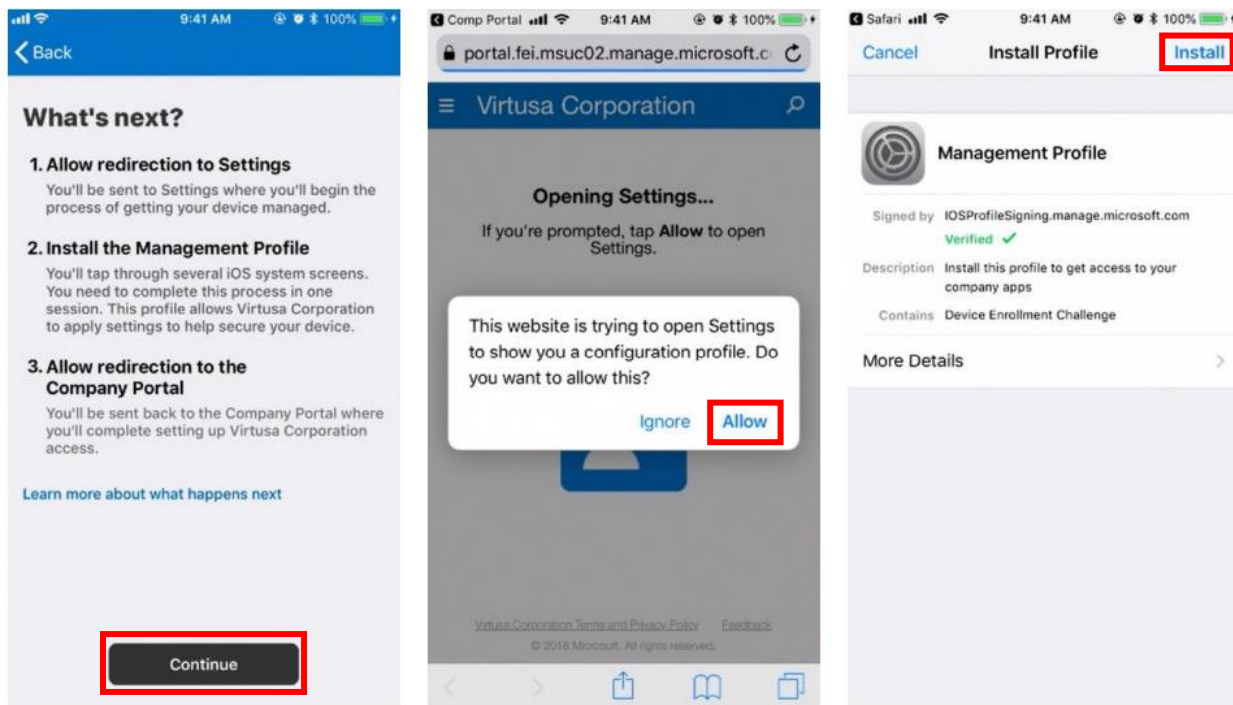 9:41 AM
100%
Back
What's next?
1. Allow redirection to Settings
You'll be sent to Settings where you'll begin the
process of getting your device managed.
2. Install the Management Profile
You'll tap through several iOS system screens.
You need to complete this process in one
session. This profile allows Virtusa Corporation
to apply settings to help secure your device.
3. Allow redirection to the
Company Portal
You'll be sent back to the Company Portal where
you'll complete setting up Virtusa Corporation
access.
Learn more about what happens next
Continue
Comp Portal
9:41 AM
100%
portal.fei.msuc02.manage.microsoft.c
Virtusa Corporation
Opening Settings...
If you're prompted, tap Allow to open
Settings.
This website is trying to open Settings
to show you a configuration profile. Do
you want to allow this?
Ignore
Allow
Virtusa Corporation Terms and Privacy Policy
Feedback
© 2018 Microsoft. All rights reserved.
Safari
9:41 AM
100%
Cancel
Install Profile
Install
Management Profile
Signed by IOSProfileSigning.manage.microsoft.com
Verified ✓
Description Install this profile to get access to your
company apps
Contains Device Enrollment Challenge
More Details